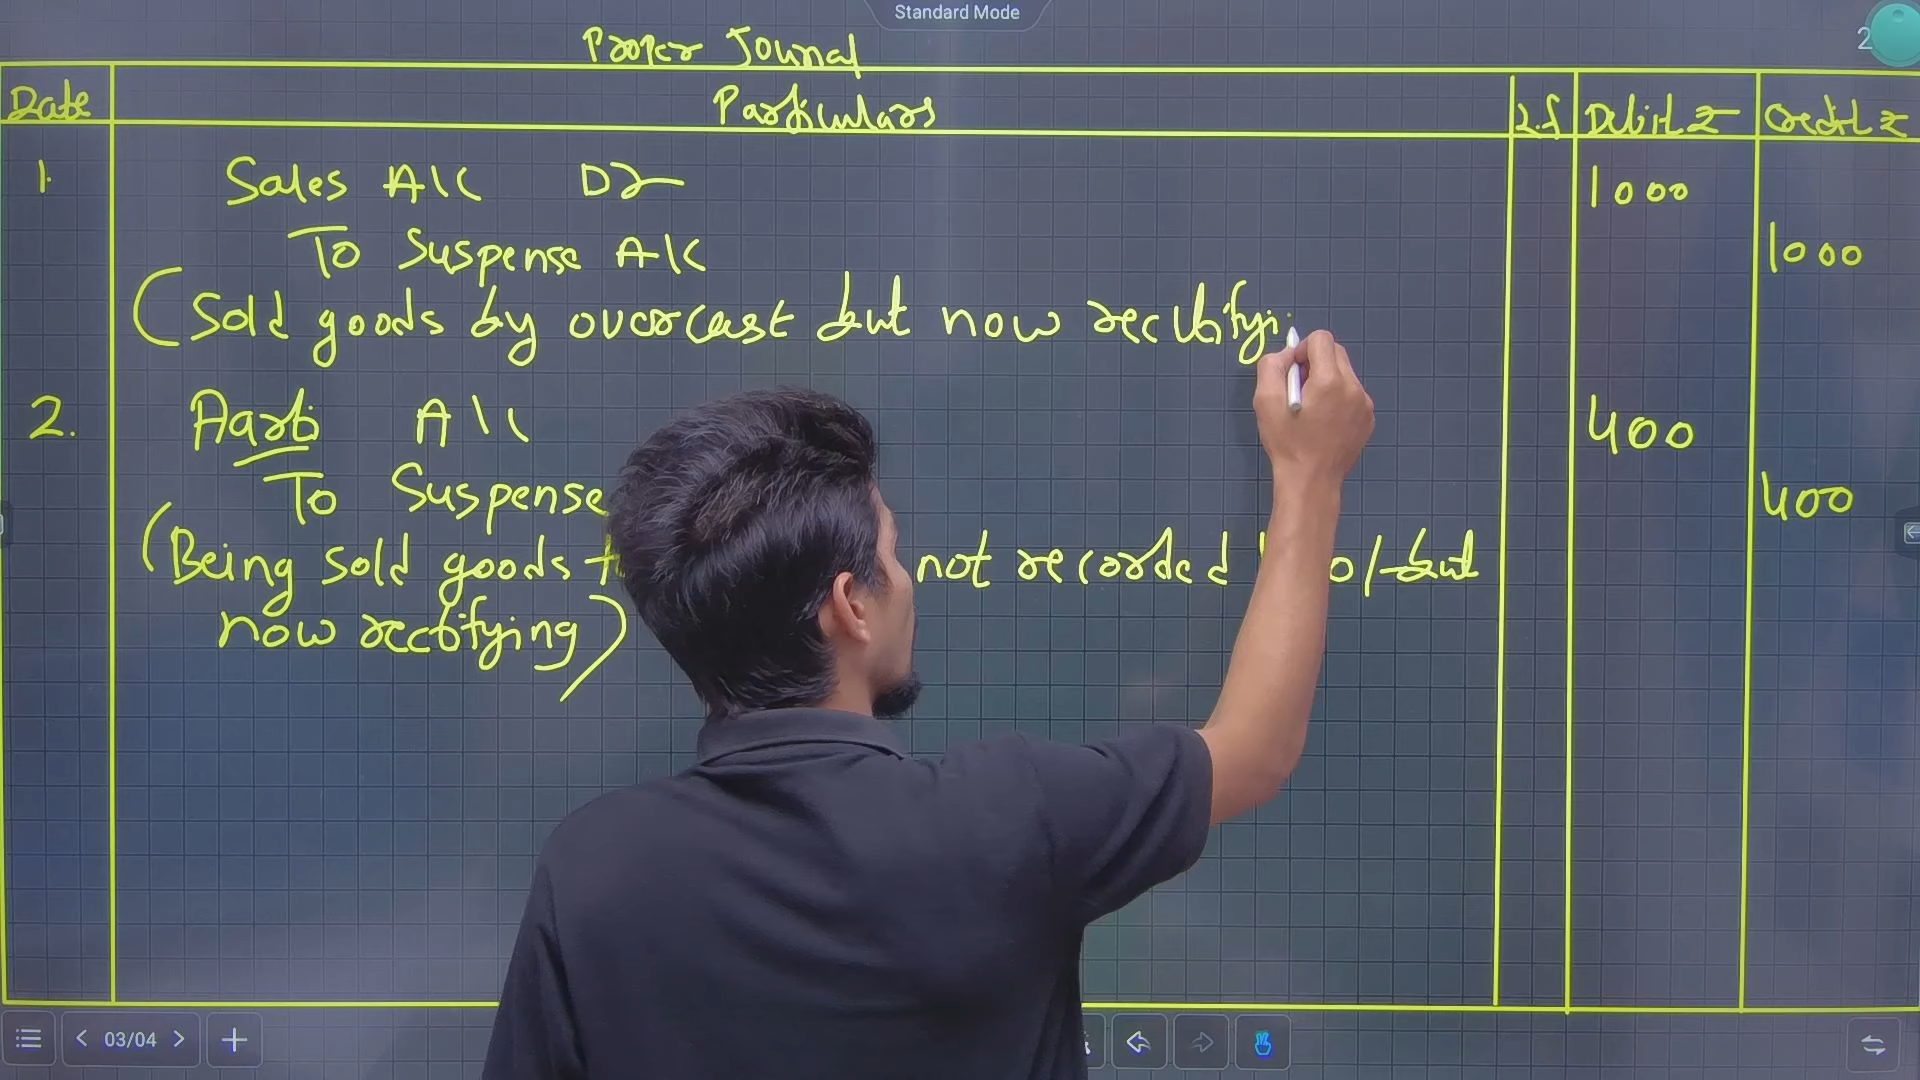 Standard Mode
Proper Journal
2
Date Particulars L.f Debit ₹ Credit ₹
1. Sales A/C Dr 1000
To Suspense A/C 1000
(Sold goods by overcast but now rectifyi
2. Aarti A/C 400
To Suspense 400
(Being sold goods not recorded but
now rectifying)
03/04